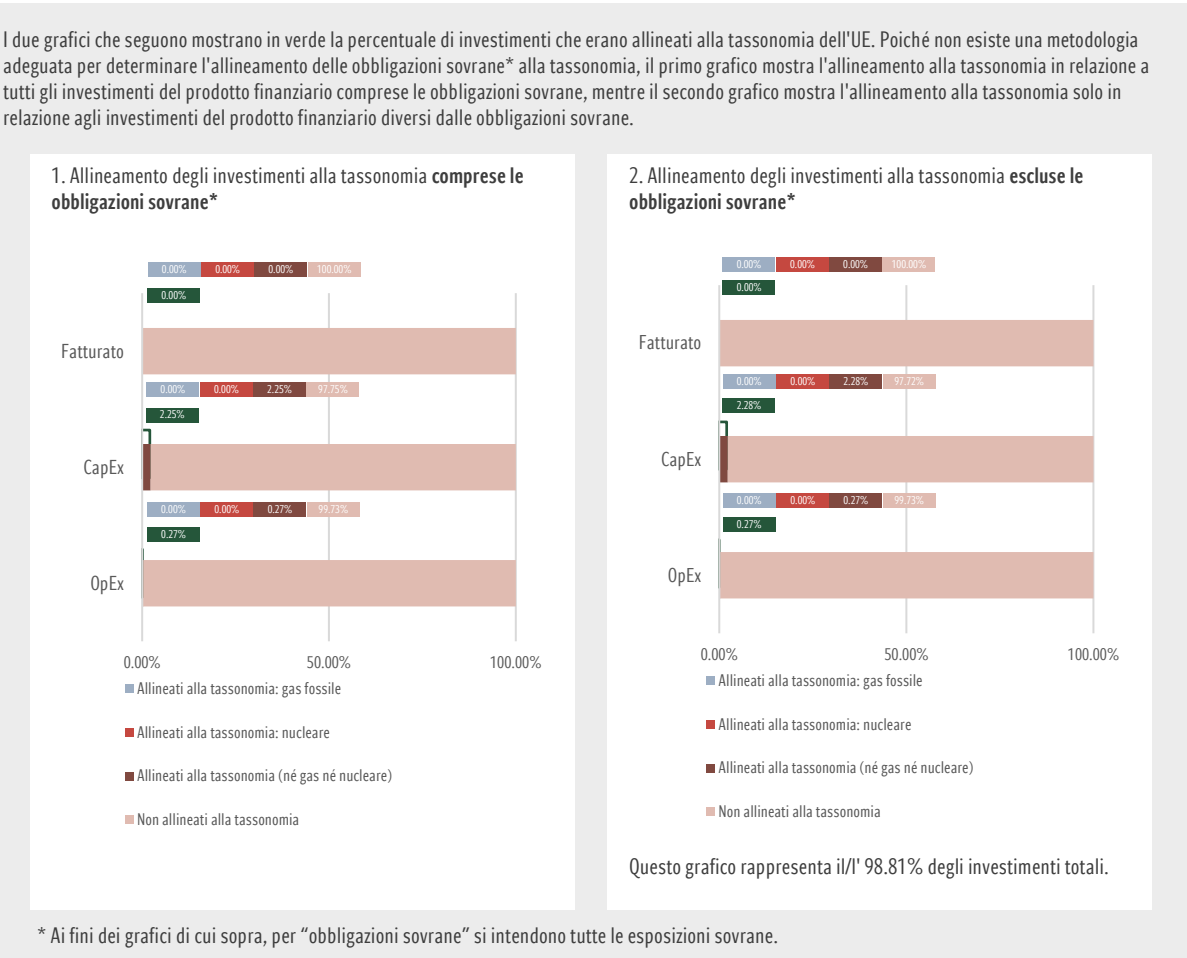 I due grafici che seguono mostrano in verde la percentuale di investimenti che erano allineati alla tassonomia dell'UE. Poiché non esiste una metodologia
adeguata per determinare l'allineamento delle obbligazioni sovrane* alla tassonomia, il primo grafico mostra l'allineamento alla tassonomia in relazione a
tutti gli investimenti del prodotto finanziario comprese le obbligazioni sovrane, mentre il secondo grafico mostra l'allineamento alla tassonomia solo in
relazione agli investimenti del prodotto finanziario diversi dalle obbligazioni sovrane.
1. Allineamento degli investimenti alla tassonomia comprese le
obbligazioni sovrane*
0.00% 0.00% 0.00% 100.00%
0.00%
Fatturato
0.00% 0.00% 2.25% 97.75%
2.25%
CapEx
0.00% 0.00% 0.27% 99.73%
0.27%
OpEx
0.00% 50.00% 100.00%
Allineati alla tassonomia: gas fossile
Allineati alla tassonomia: nucleare
Allineati alla tassonomia (né gas né nucleare)
Non allineati alla tassonomia
2. Allineamento degli investimenti alla tassonomia escluse le
obbligazioni sovrane*
0.00% 0.00% 0.00% 100.00%
0.00%
Fatturato
0.00% 0.00% 2.28% 97.72%
2.28%
CapEx
0.00% 0.00% 0.27% 99.73%
0.27%
OpEx
0.00% 50.00% 100.00%
Allineati alla tassonomia: gas fossile
Allineati alla tassonomia: nucleare
Allineati alla tassonomia (né gas né nucleare)
Non allineati alla tassonomia
Questo grafico rappresenta il/l' 98.81% degli investimenti totali.
* Ai fini dei grafici di cui sopra, per “obbligazioni sovrane” si intendono tutte le esposizioni sovrane.